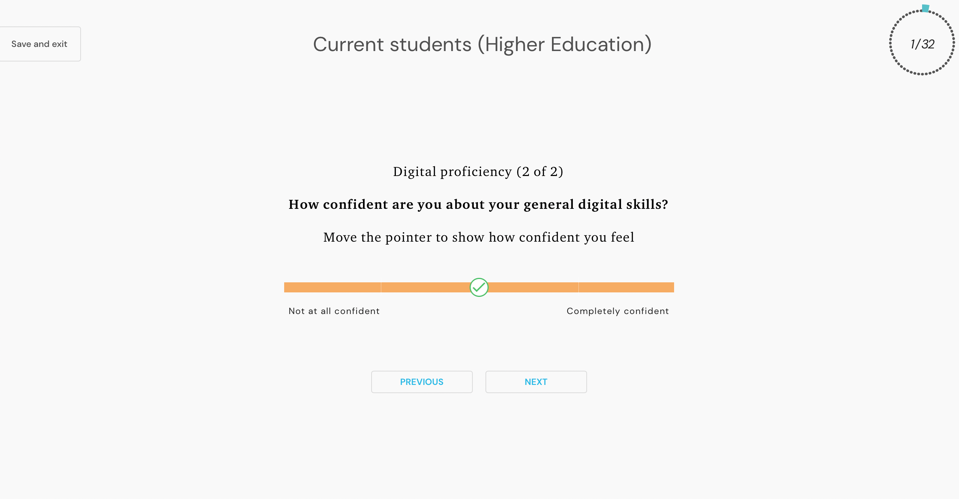 Save and exit
Current students (Higher Education)
1/32
Digital proficiency (2 of 2)
How confident are you about your general digital skills?
Move the pointer to show how confident you feel
Not at all confident
Completely confident
PREVIOUS
NEXT